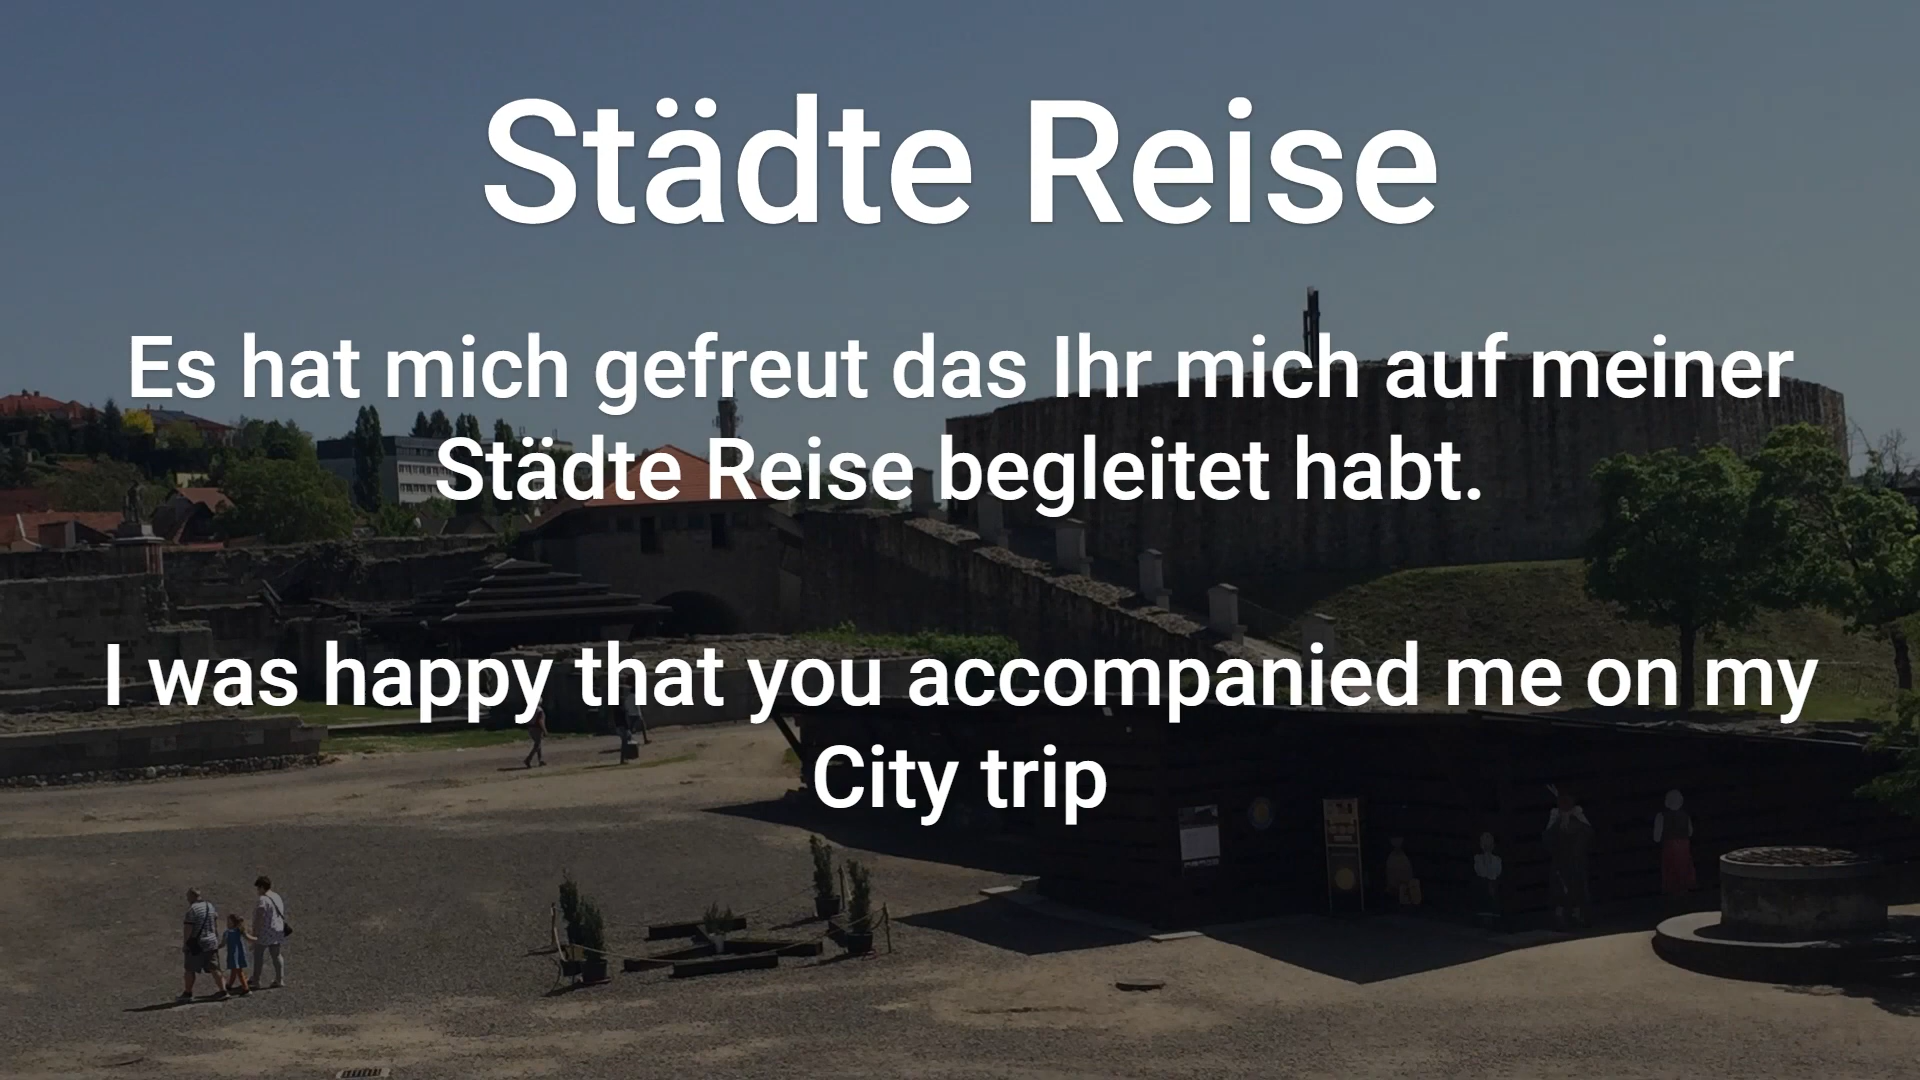 Städte Reise
Es hat mich gefreut das Ihr mich auf meiner
Städte Reise begleitet habt.
I was happy that you accompanied me on my
City trip